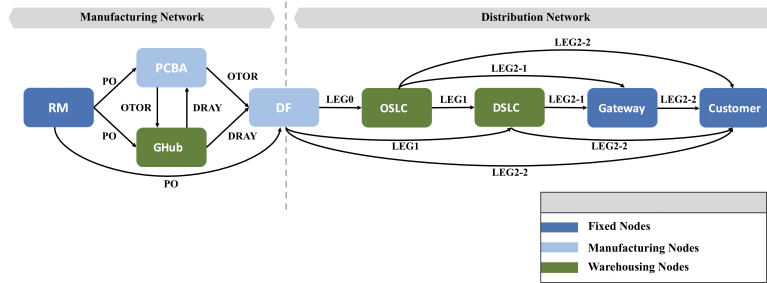 Manufacturing Network
Distribution Network
LEG2-2
PCBA
PO
OTOR
LEG2-1
RM
OTOR
DRAY
DF
LEG0
OSLC
LEG1
DSLC
LEG2-1
Gateway
LEG2-2
Customer
PO
GHub
DRAY
LEG1
LEG2-2
PO
LEG2-2
Fixed Nodes
Manufacturing Nodes
Warehousing Nodes